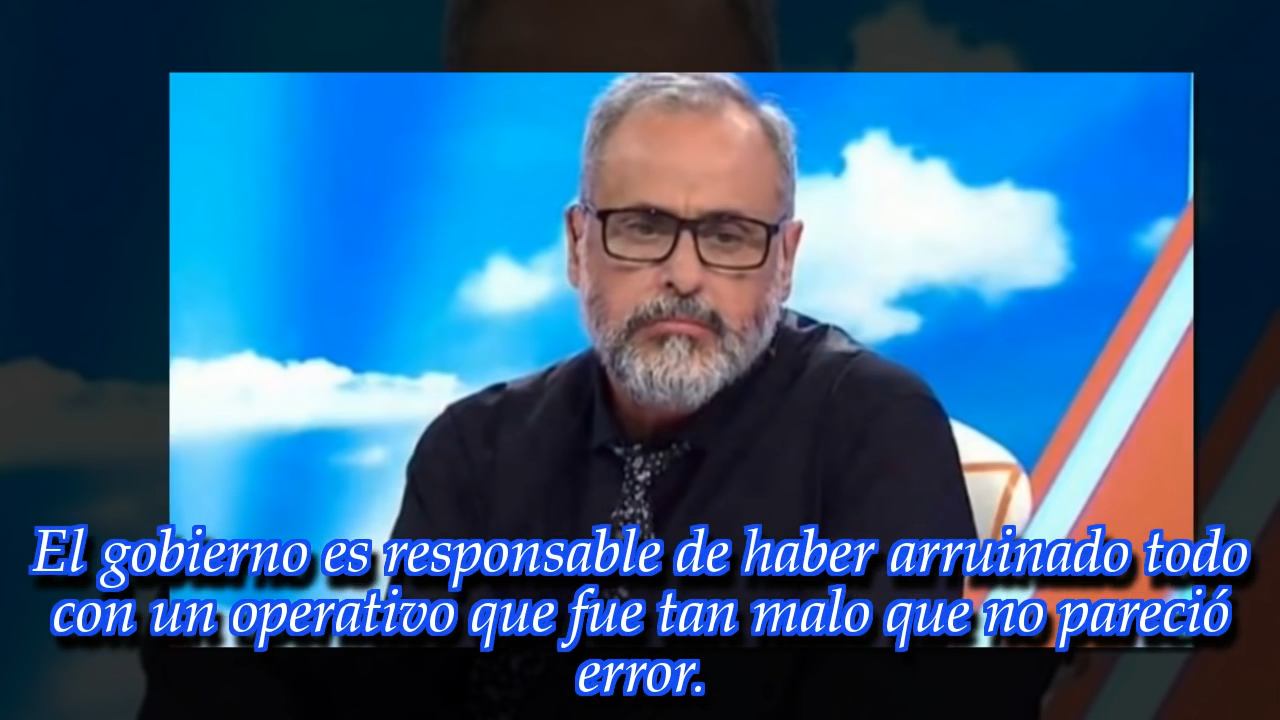 El gobierno es responsable de haber arruinado todo
con un operativo que fue tan malo que no pareció
error.